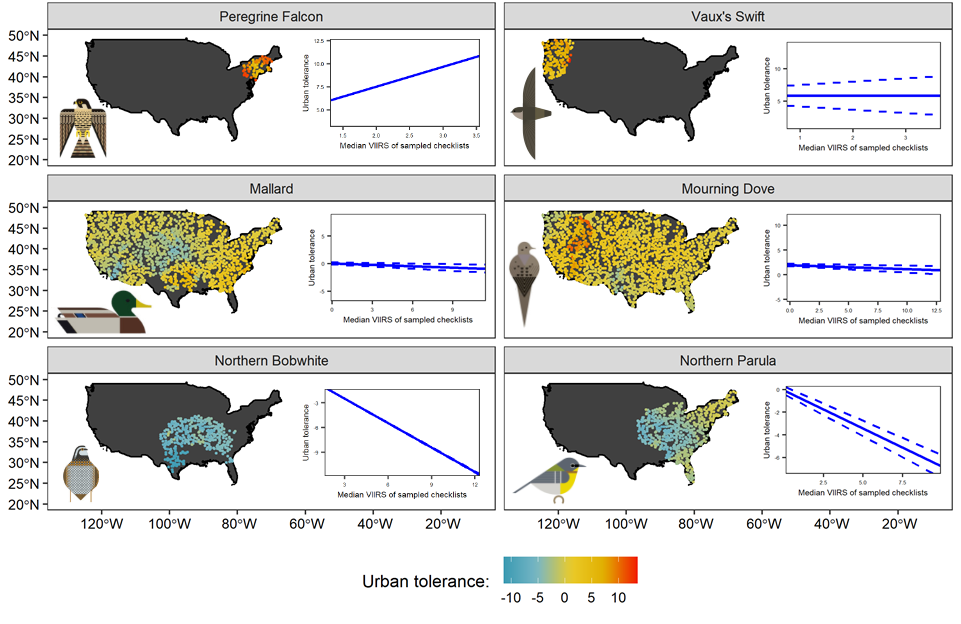 Peregrine Falcon
Vaux's Swift
50°N
45°N
40°N
35°N
30°N
25°N
20°N
12.5
10.0
7.5
5.0
Urban tolerance
1.5 2.0 2.5 3.0 3.5
Median VIIRS of sampled checklists
10
5
Urban tolerance
1 2 3
Median VIIRS of sampled checklists
Mallard
Mourning Dove
50°N
45°N
40°N
35°N
30°N
25°N
20°N
5
0
-5
Urban tolerance
0 3 6 9
Median VIIRS of sampled checklists
10
5
0
-5
Urban tolerance
0.0 2.5 5.0 7.5 10.0 12.5
Median VIIRS of sampled checklists
Northern Bobwhite
Northern Parula
50°N
45°N
40°N
35°N
30°N
25°N
20°N
-3
-6
-9
Urban tolerance
3 6 9 12
Median VIIRS of sampled checklists
0
-2
-4
-6
Urban tolerance
2.5 5.0 7.5
Median VIIRS of sampled checklists
120°W 100°W 80°W 60°W 40°W 20°W
120°W 100°W 80°W 60°W 40°W 20°W
Urban tolerance:
-10 -5 0 5 10